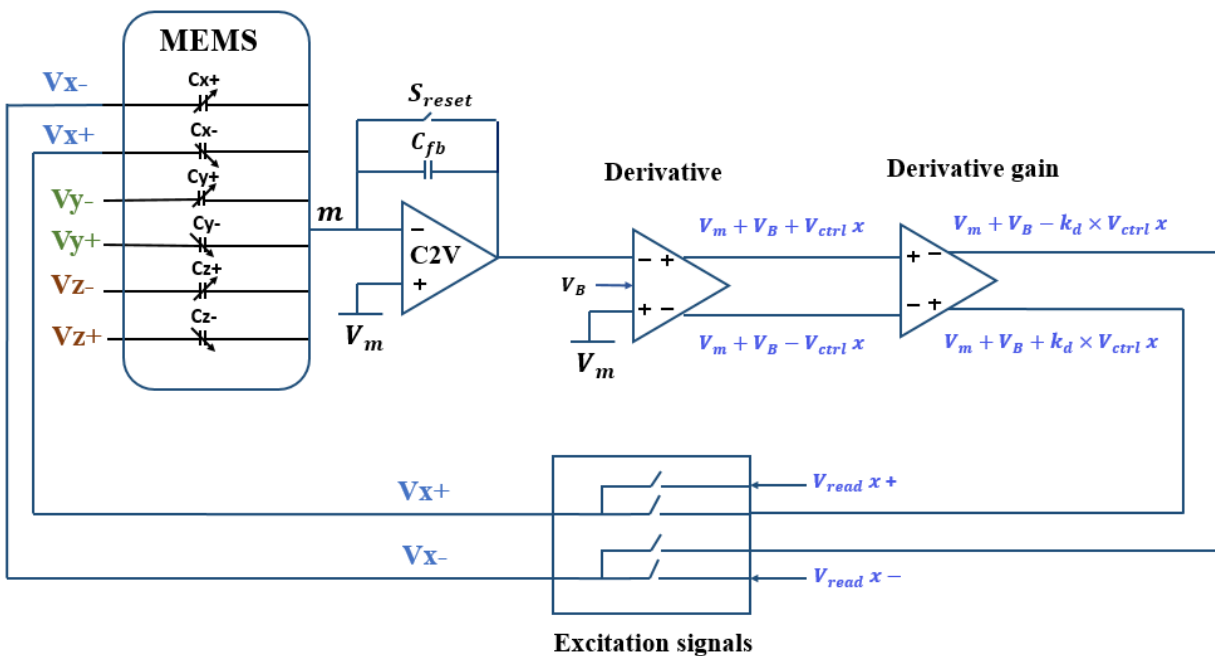 MEMS
Vx-
Cx+
Vx+
Cx-
Vy-
Cy+
Vy+
Cy-
Vz-
Cz+
Vz+
Cz-
m
S_reset
C_fb
−
C2V
+
V_m
Derivative
− +
V_B
+ −
V_m
V_m + V_B + V_ctrl x
V_m + V_B − V_ctrl x
Derivative gain
+ −
− +
V_m + V_B − k_d × V_ctrl x
V_m + V_B + k_d × V_ctrl x
Vx+
V_read x +
Vx-
V_read x −
Excitation signals